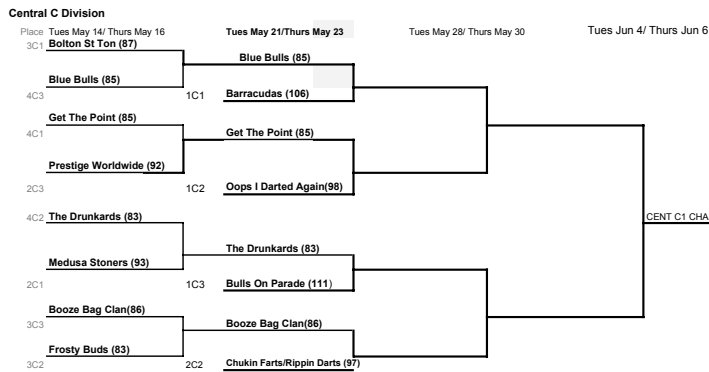 Central C Division
Place Tues May 14/ Thurs May 16 Tues May 21/Thurs May 23 Tues May 28/ Thurs May 30 Tues Jun 4/ Thurs Jun 6
3C1 Bolton St Ton (87)
Blue Bulls (85)
Blue Bulls (85)
4C3 1C1 Barracudas (106)
4C1 Get The Point (85)
Get The Point (85)
Prestige Worldwide (92)
2C3 1C2 Oops I Darted Again(98)
4C2 The Drunkards (83)
CENT C1 CHA
The Drunkards (83)
Medusa Stoners (93)
2C1 1C3 Bulls On Parade (111)
Booze Bag Clan(86)
3C3 Booze Bag Clan(86)
Frosty Buds (83)
3C2 2C2 Chukin Farts/Rippin Darts (97)